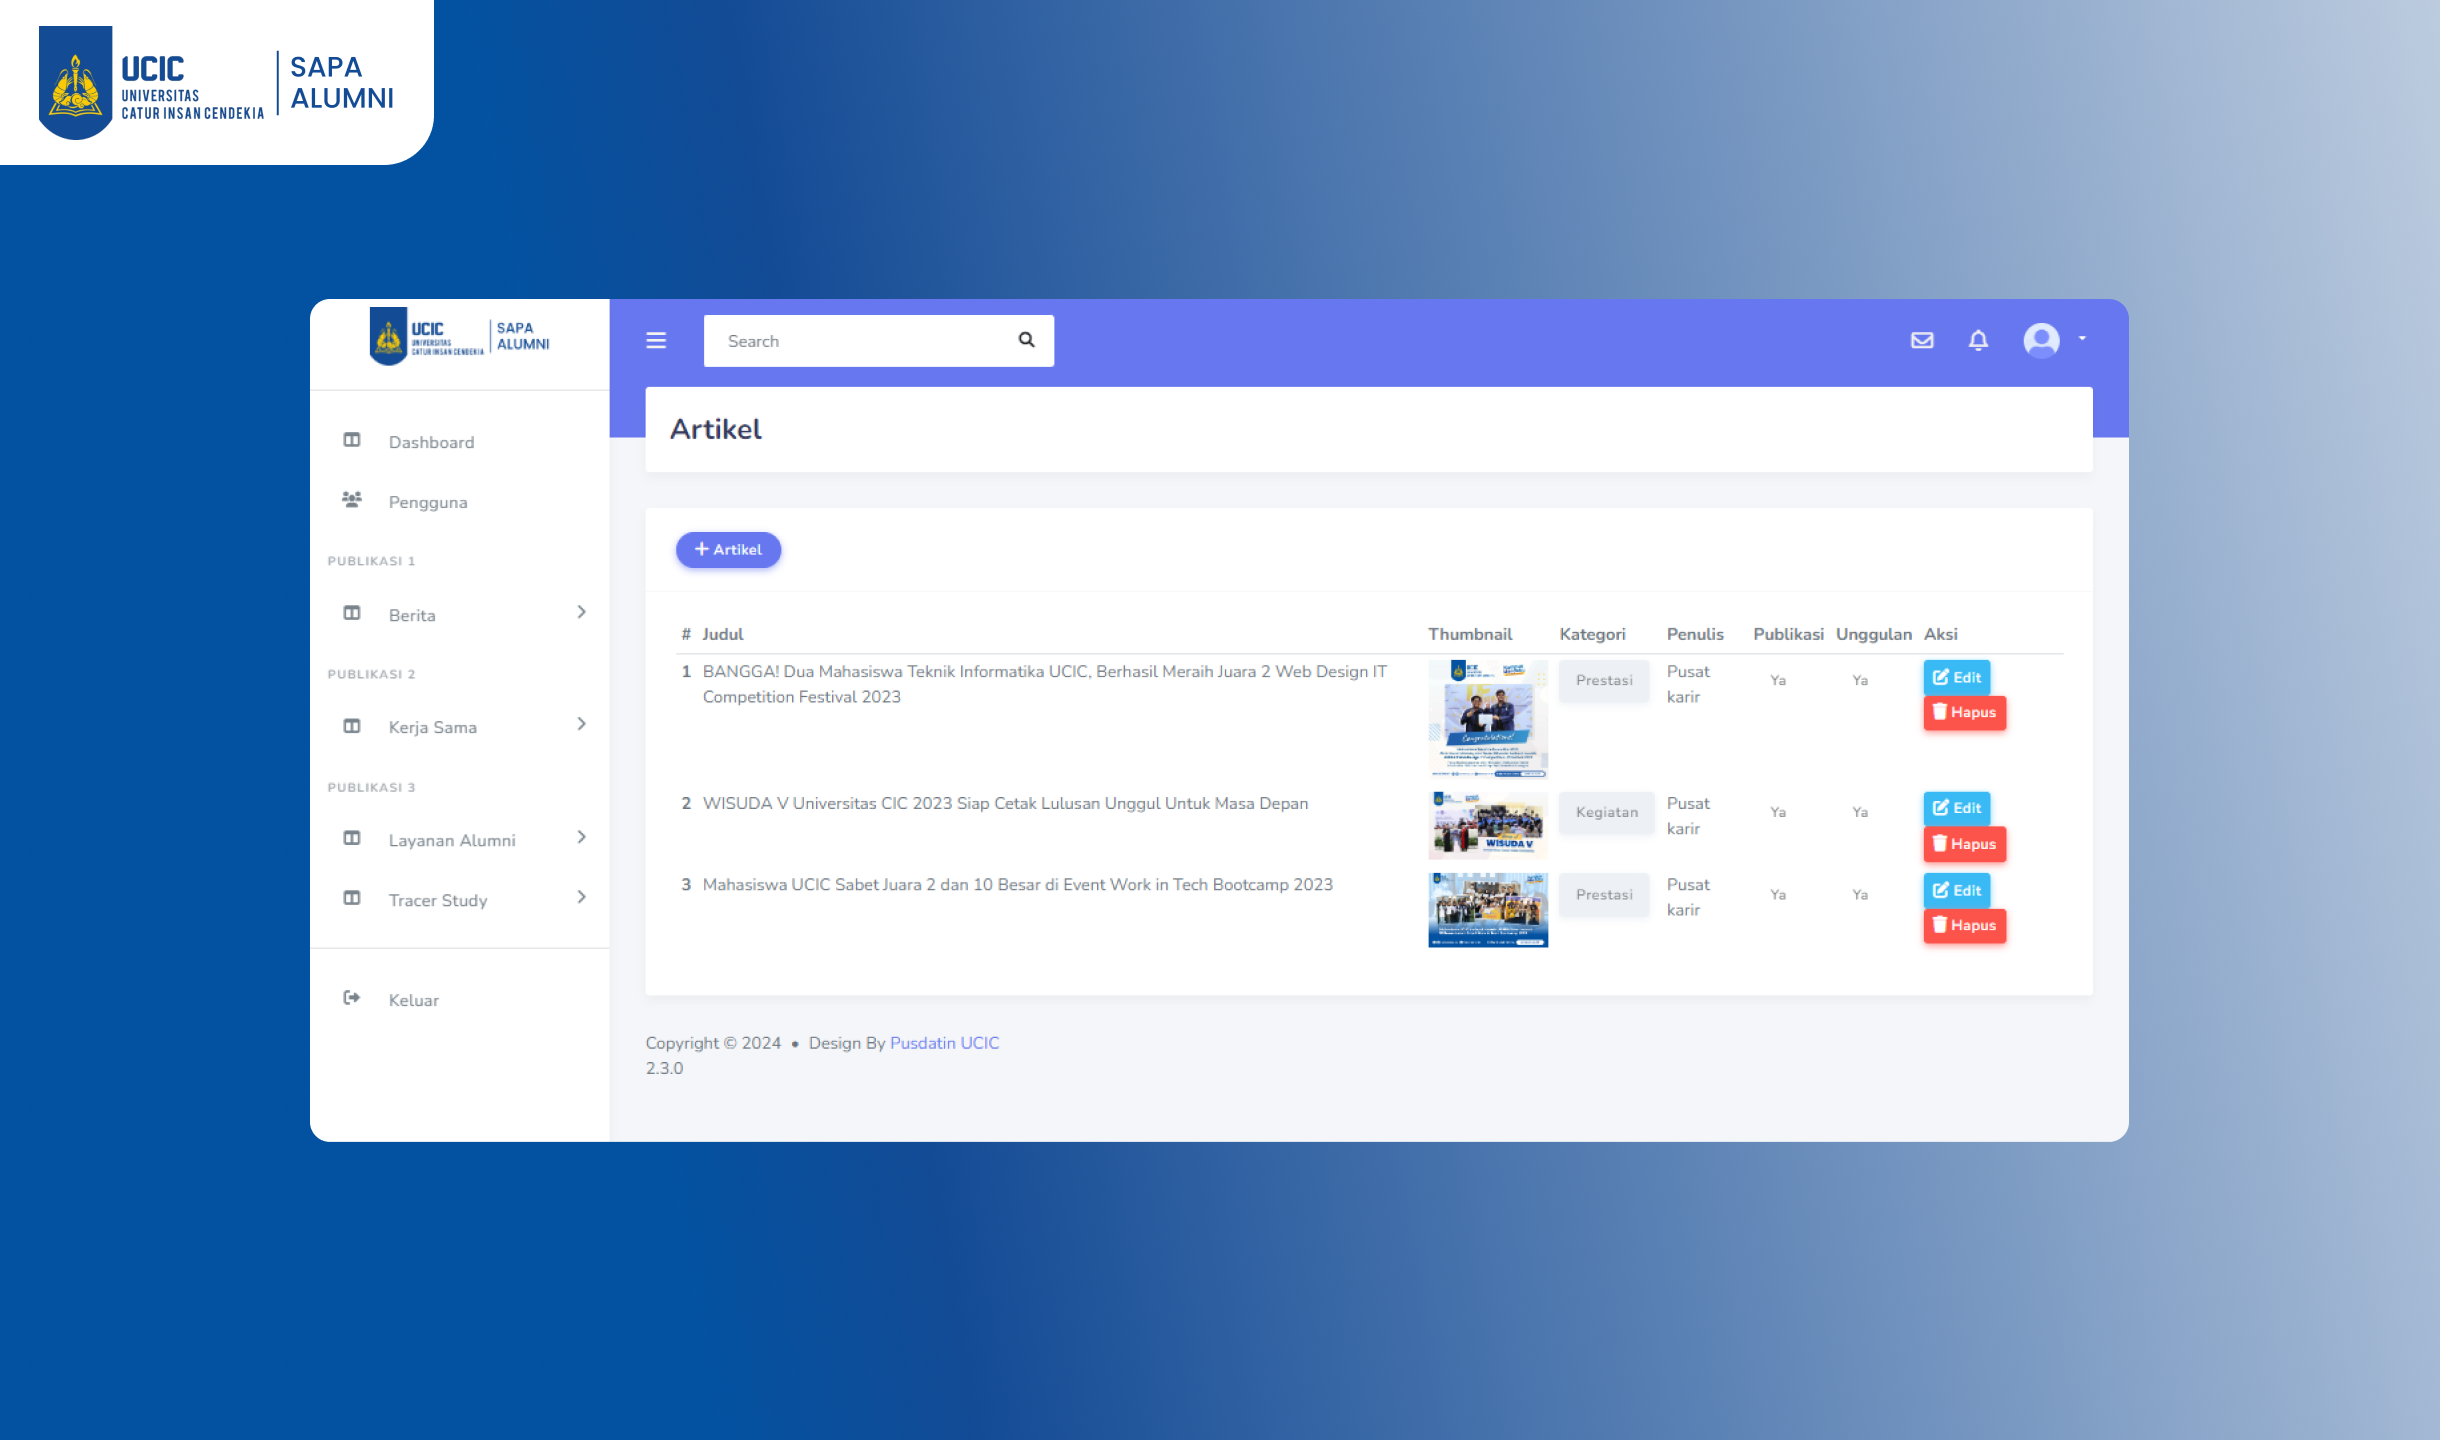 UCIC
UNIVERSITAS
CATUR INSAN CENDEKIA
SAPA
ALUMNI
UCIC
UNIVERSITAS
CATUR INSAN CENDEKIA
SAPA
ALUMNI
Search
Artikel
Dashboard
Pengguna
PUBLIKASI 1
Berita
PUBLIKASI 2
Kerja Sama
PUBLIKASI 3
Layanan Alumni
Tracer Study
Keluar
Artikel
# Judul Thumbnail Kategori Penulis Publikasi Unggulan Aksi
1 BANGGA! Dua Mahasiswa Teknik Informatika UCIC, Berhasil Meraih Juara 2 Web Design IT
Competition Festival 2023
Congratulations!
Prestasi
Pusat
karir
Ya
Ya
Edit
Hapus
2 WISUDA V Universitas CIC 2023 Siap Cetak Lulusan Unggul Untuk Masa Depan
WISUDA V
Kegiatan
Pusat
karir
Ya
Ya
Edit
Hapus
3 Mahasiswa UCIC Sabet Juara 2 dan 10 Besar di Event Work in Tech Bootcamp 2023
Prestasi
Pusat
karir
Ya
Ya
Edit
Hapus
Copyright © 2024 • Design By Pusdatin UCIC
2.3.0